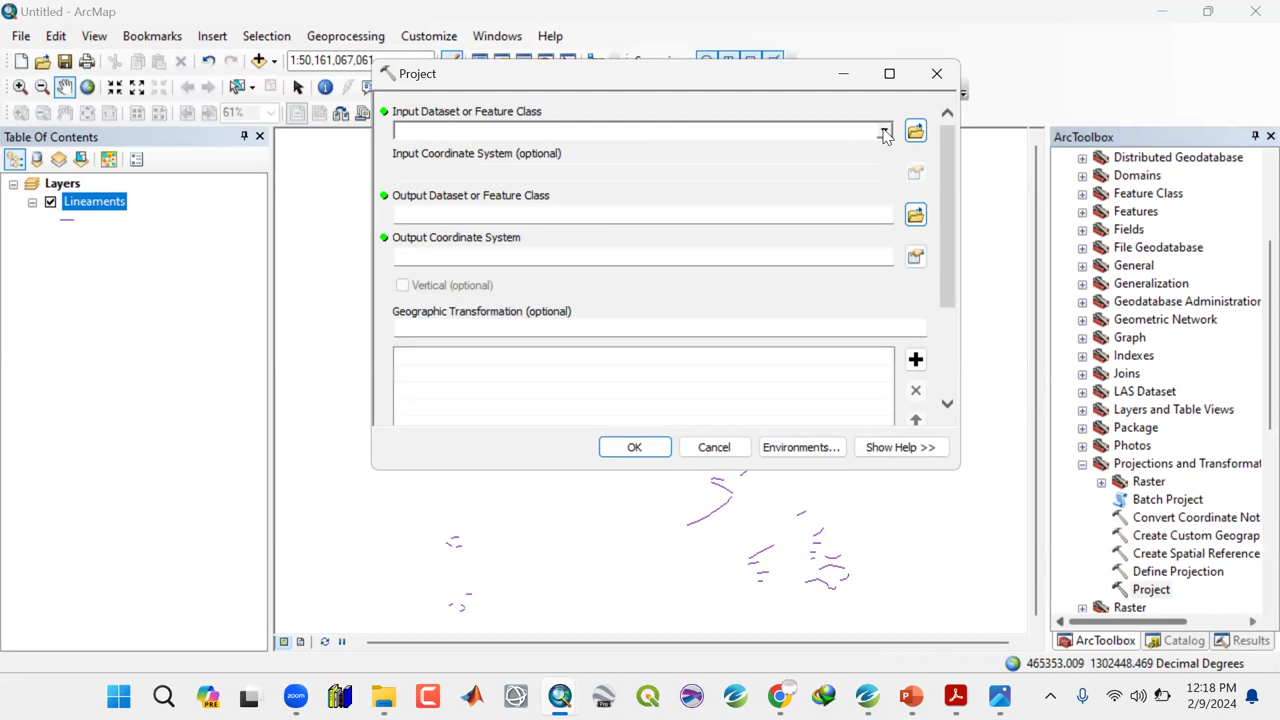 Untitled - ArcMap
File Edit View Bookmarks Insert Selection Geoprocessing Customize Windows Help
1:50,161,067,061
61%
Table Of Contents
Layers
Lineaments
Project
Input Dataset or Feature Class
Input Coordinate System (optional)
Output Dataset or Feature Class
Output Coordinate System
Vertical (optional)
Geographic Transformation (optional)
OK Cancel Environments... Show Help >>
ArcToolbox
Distributed Geodatabase
Domains
Feature Class
Features
Fields
File Geodatabase
General
Generalization
Geodatabase Administration
Geometric Network
Graph
Indexes
Joins
LAS Dataset
Layers and Table Views
Package
Photos
Projections and Transformat
Raster
Batch Project
Convert Coordinate Not
Create Custom Geograp
Create Spatial Reference
Define Projection
Project
Raster
ArcToolbox Catalog Results
465353.009 1302448.469 Decimal Degrees
PRE
zoom
Pro
12:18 PM
2/9/2024